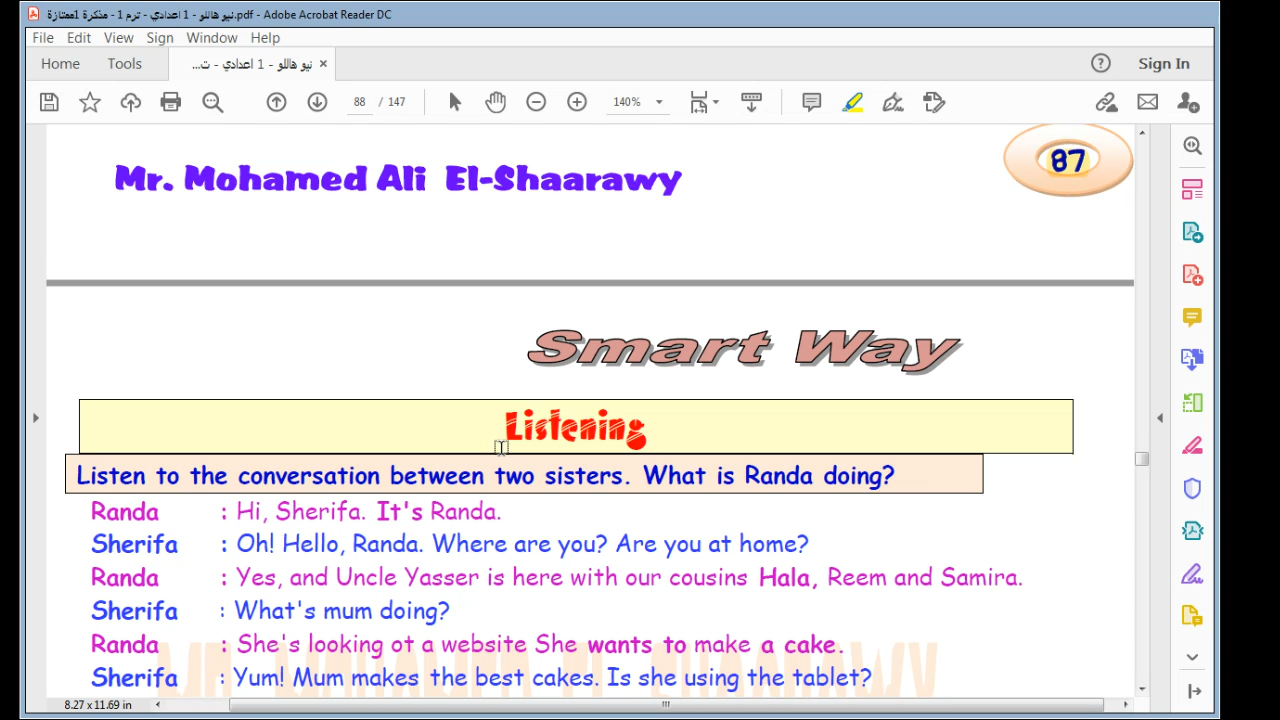 نيو هاللو - 1 اعدادي - ترم 1 - مذكرة 1ممتازة.pdf - Adobe Acrobat Reader DC
File Edit View Sign Window Help
Home Tools نيو هاللو - 1 اعدادي - ت... × Sign In
88 / 147 140%
87
Mr. Mohamed Ali El-Shaarawy
Smart Way
Listening
Listen to the conversation between two sisters. What is Randa doing?
Randa : Hi, Sherifa. It's Randa.
Sherifa : Oh! Hello, Randa. Where are you? Are you at home?
Randa : Yes, and Uncle Yasser is here with our cousins Hala, Reem and Samira.
Sherifa : What's mum doing?
Randa : She's looking ot a website She wants to make a cake.
Sherifa : Yum! Mum makes the best cakes. Is she using the tablet?
8.27 x 11.69 in